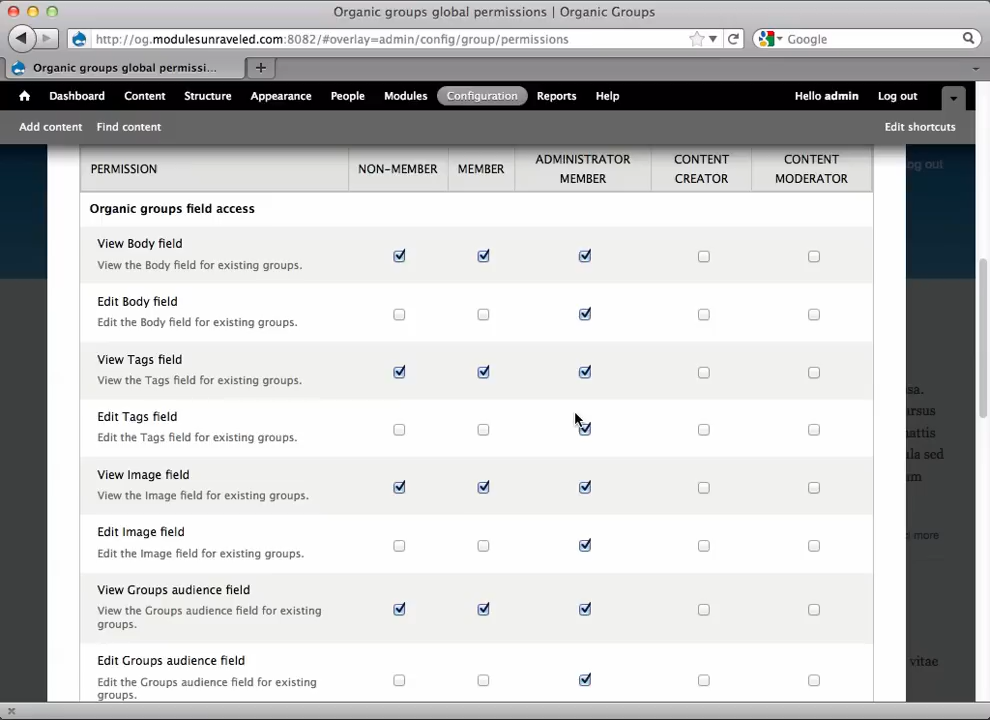 Organic groups global permissions | Organic Groups
http://og.modulesunraveled.com:8082/#overlay=admin/config/group/permissions
Google
Organic groups global permissi...
Dashboard Content Structure Appearance People Modules Configuration Reports Help Hello admin Log out
Add content Find content Edit shortcuts
log out
PERMISSION NON-MEMBER MEMBER ADMINISTRATOR MEMBER CONTENT CREATOR CONTENT MODERATOR
Organic groups field access
View Body field
View the Body field for existing groups.
Edit Body field
Edit the Body field for existing groups.
View Tags field
View the Tags field for existing groups.
Edit Tags field
Edit the Tags field for existing groups.
View Image field
View the Image field for existing groups.
Edit Image field
Edit the Image field for existing groups.
more
View Groups audience field
View the Groups audience field for existing
groups.
Edit Groups audience field
Edit the Groups audience field for existing
groups.
vitae